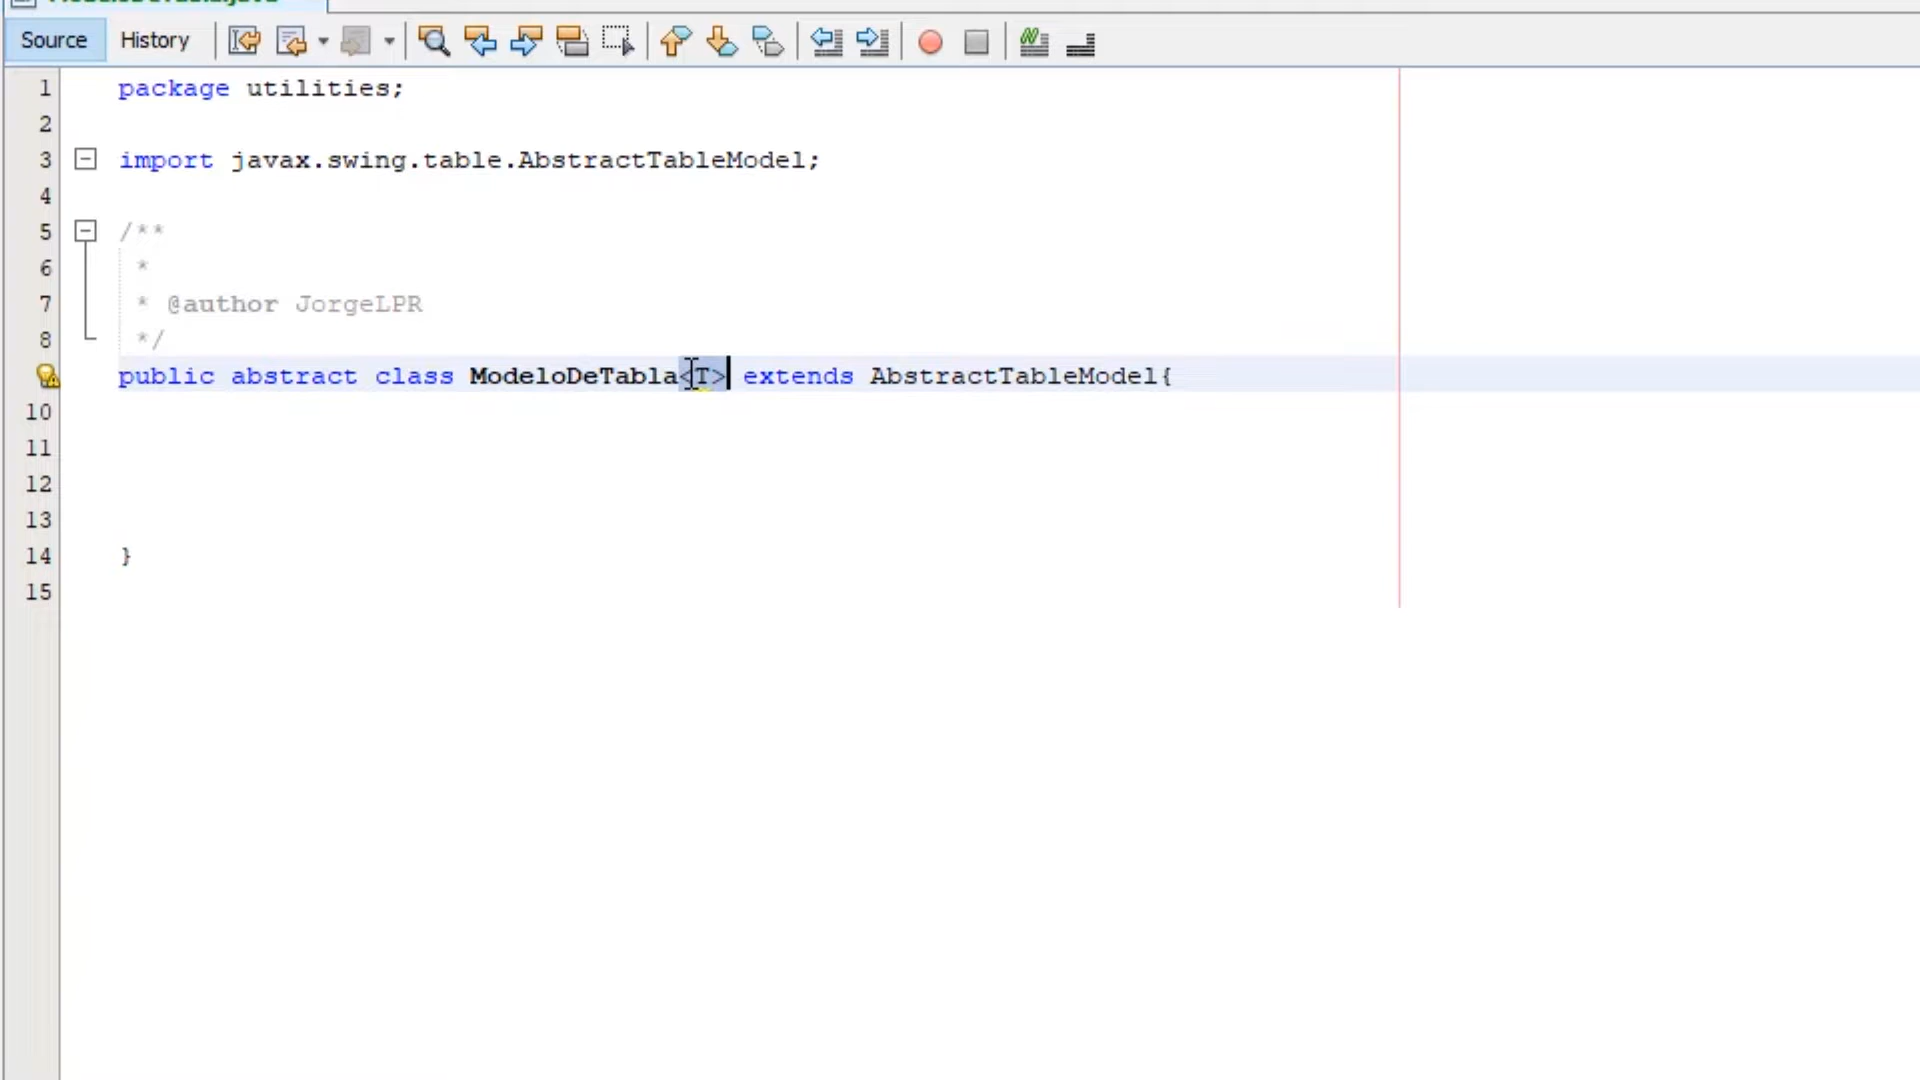 Source History
1 package utilities;
2
3 import javax.swing.table.AbstractTableModel;
4
5 /**
6 *
7 * @author JorgeLPR
8 */
public abstract class ModeloDeTabla<T> extends AbstractTableModel{
10
11
12
13
14 }
15